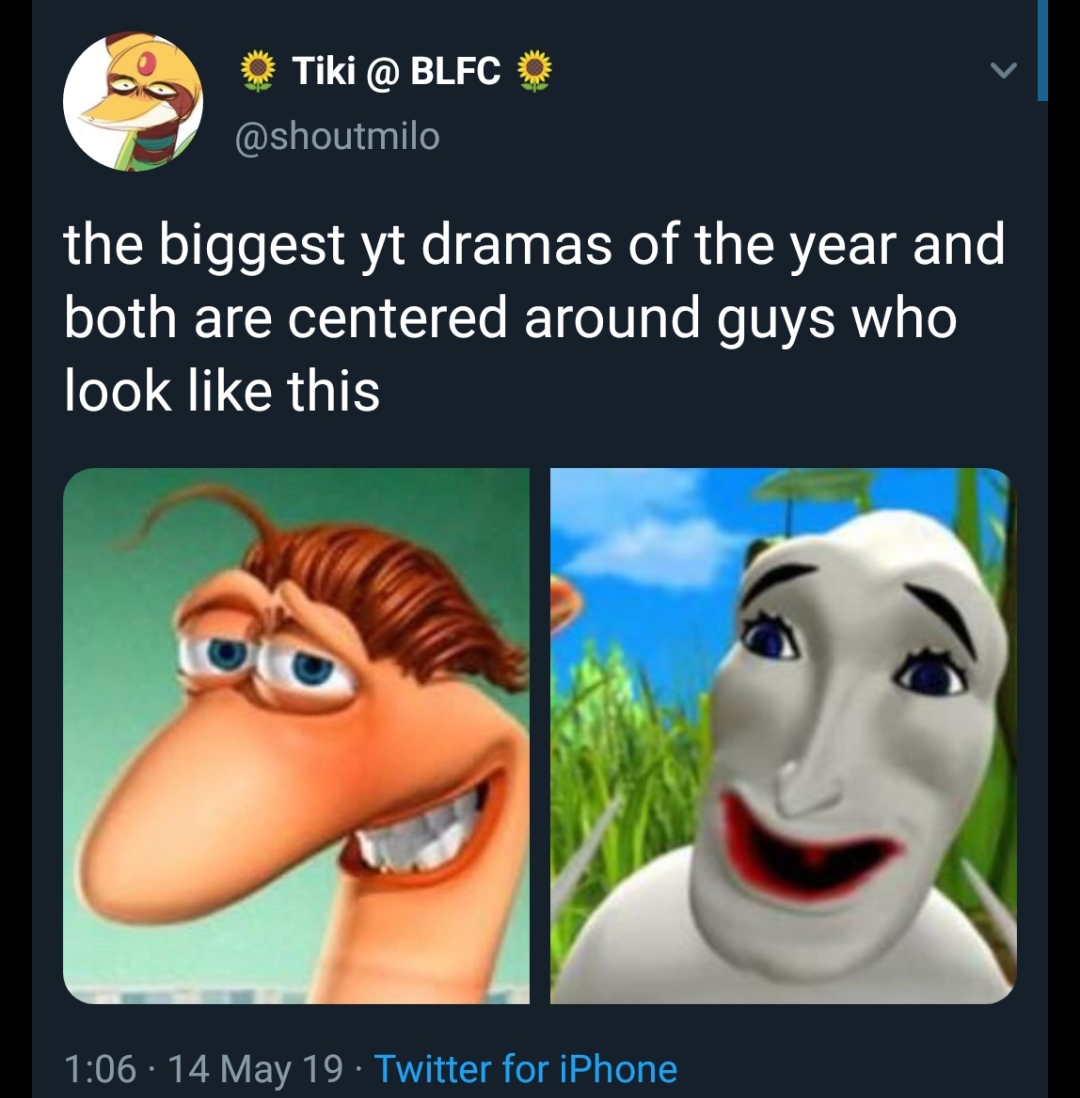 🌻 Tiki @ BLFC 🌻
@shoutmilo
the biggest yt dramas of the year and
both are centered around guys who
look like this
1:06 · 14 May 19 · Twitter for iPhone